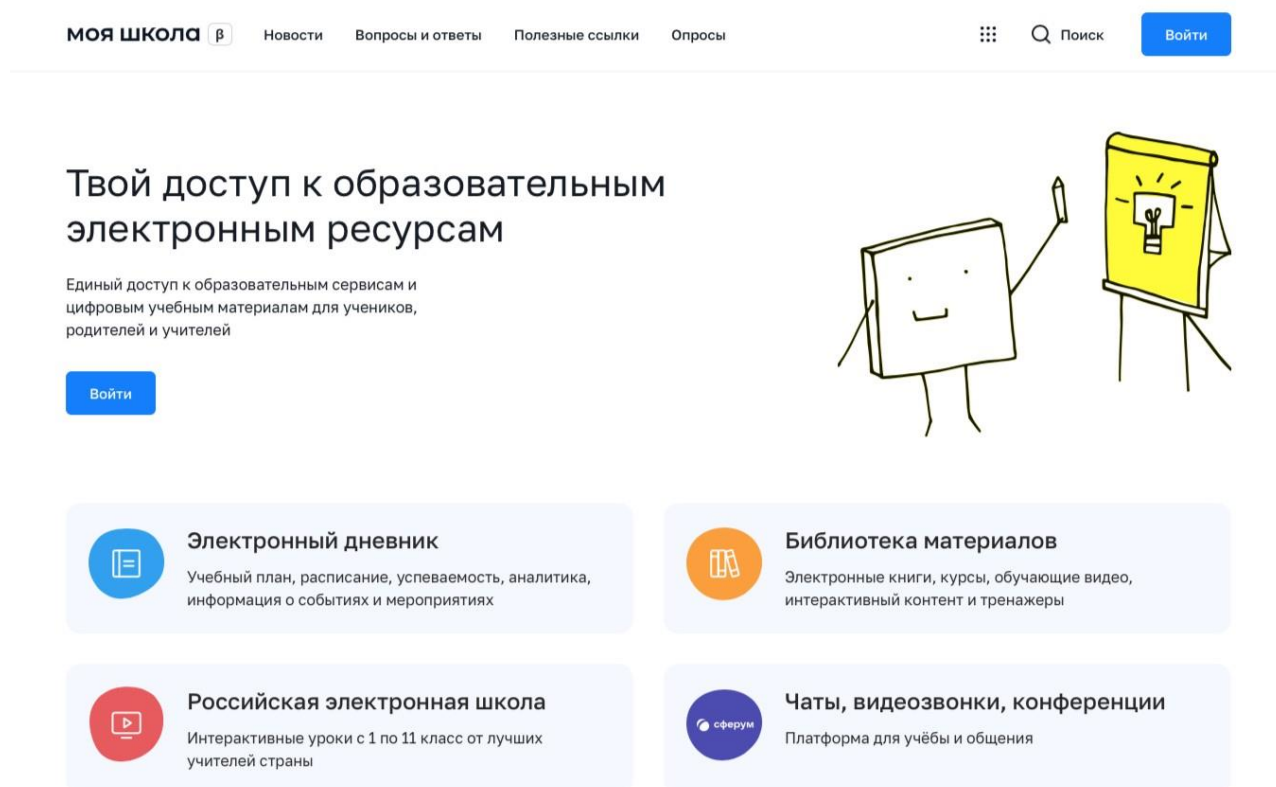 МОЯ ШКОЛА β
Новости
Вопросы и ответы
Полезные ссылки
Опросы
Поиск
Войти
Твой доступ к образовательным
электронным ресурсам
Единый доступ к образовательным сервисам и
цифровым учебным материалам для учеников,
родителей и учителей
Войти
Электронный дневник
Учебный план, расписание, успеваемость, аналитика,
информация о событиях и мероприятиях
Библиотека материалов
Электронные книги, курсы, обучающие видео,
интерактивный контент и тренажеры
Российская электронная школа
Интерактивные уроки с 1 по 11 класс от лучших
учителей страны
сферум
Чаты, видеозвонки, конференции
Платформа для учёбы и общения